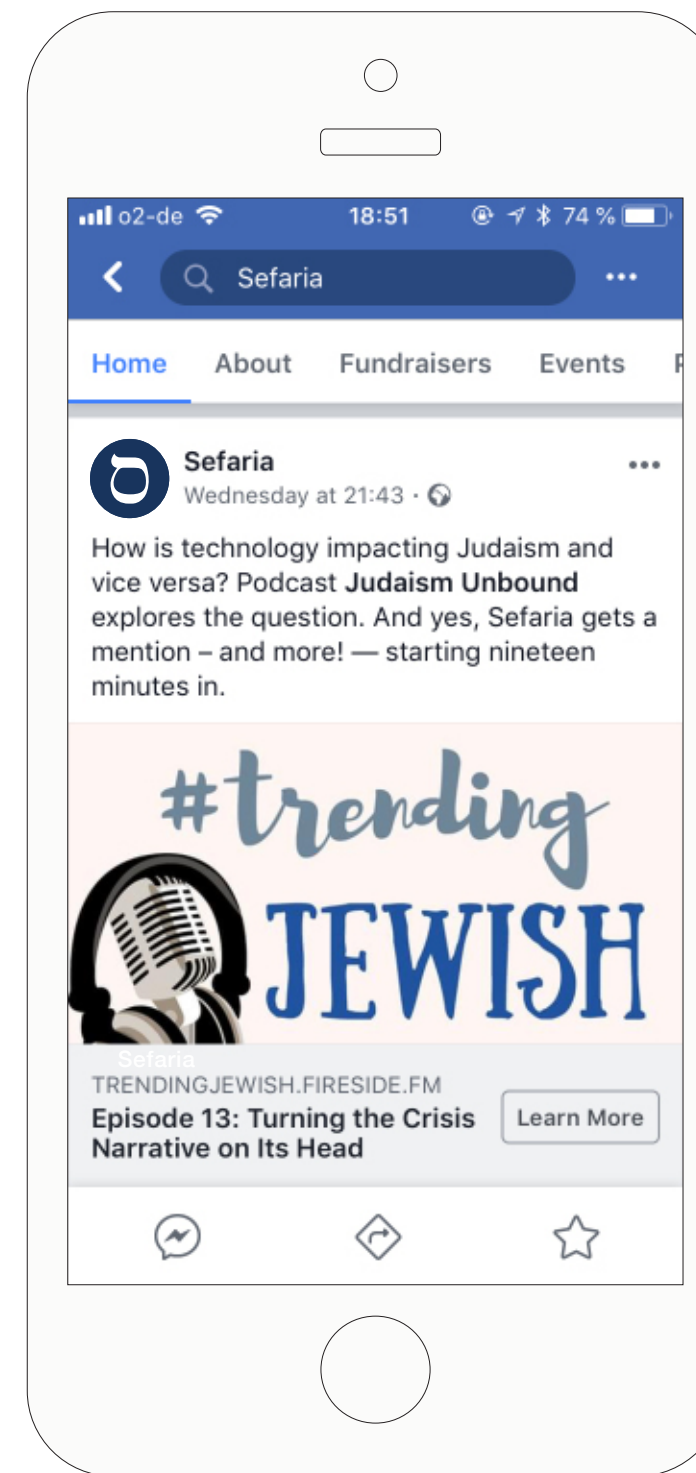 o2-de 18:51 74 %
Sefaria
Home About Fundraisers Events
ס
Sefaria
Wednesday at 21:43 ·
How is technology impacting Judaism and
vice versa? Podcast Judaism Unbound
explores the question. And yes, Sefaria gets a
mention – and more! — starting nineteen
minutes in.
#trending
JEWISH
Sefaria
TRENDINGJEWISH.FIRESIDE.FM
Episode 13: Turning the Crisis
Narrative on Its Head
Learn More